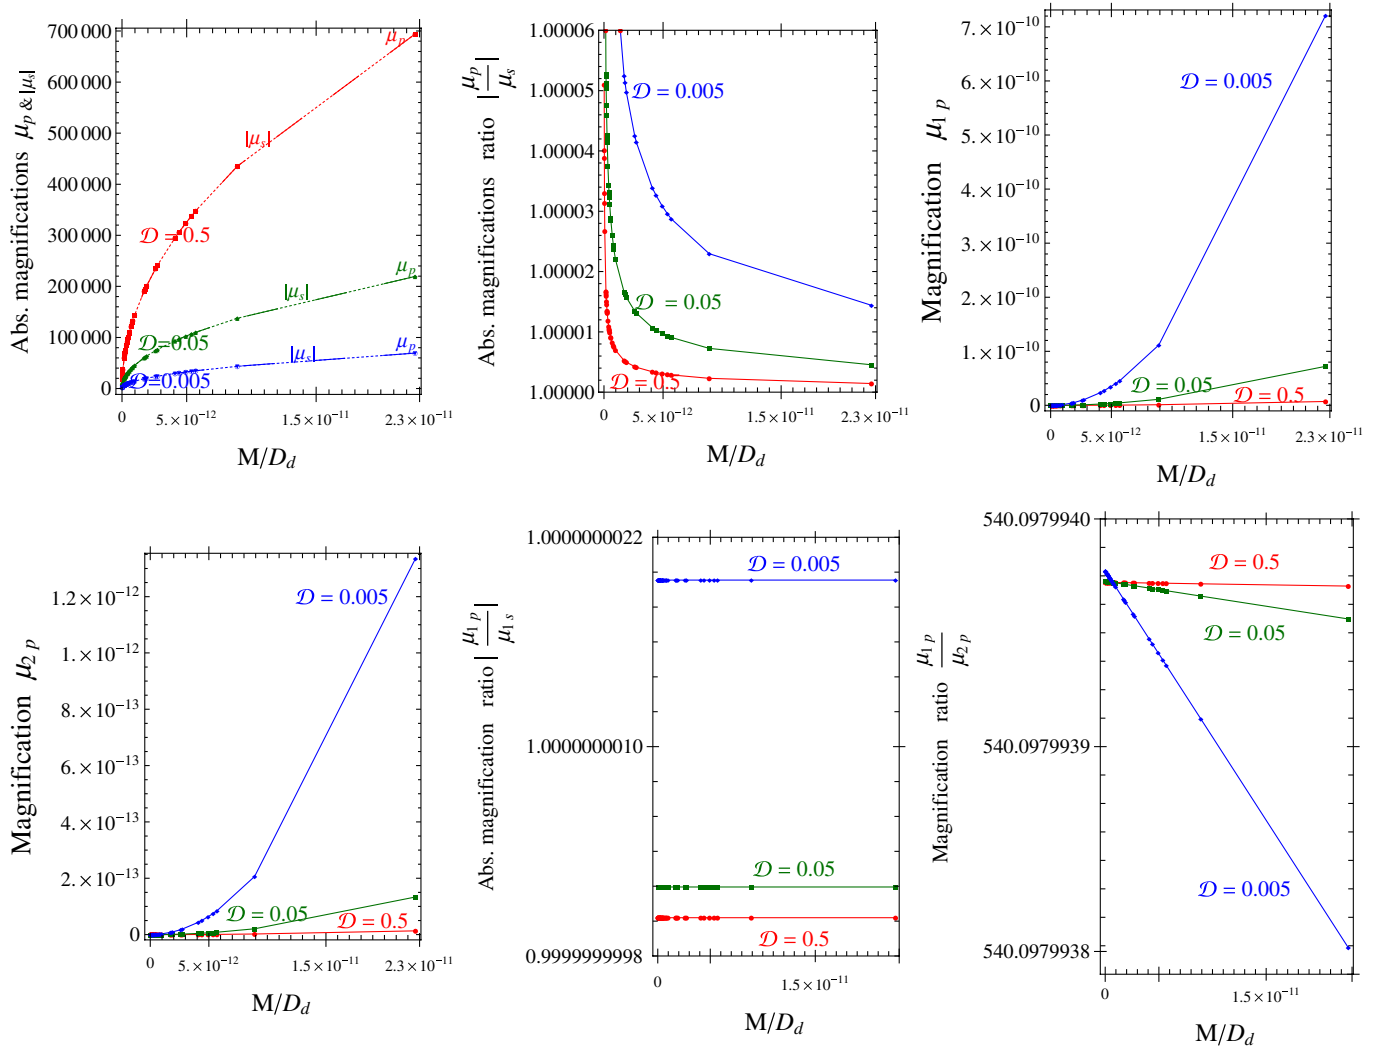 Abs. magnifications μp & |μs|
700 000
600 000
500 000
400 000
300 000
200 000
100 000
0
μp
|μs|
𝒟 = 0.5
μp
|μs|
𝒟=0.05
μp
|μs|
𝒟=0.005
0
5.×10⁻¹²
1.5×10⁻¹¹
2.3×10⁻¹¹
M/Dd
Abs. magnifications ratio |μp/μs|
1.00006
1.00005
1.00004
1.00003
1.00002
1.00001
1.00000
𝒟 = 0.005
𝒟 = 0.05
𝒟 = 0.5
0
5.×10⁻¹²
1.5×10⁻¹¹
2.3×10⁻¹¹
M/Dd
Magnification μ1 p
7.×10⁻¹⁰
6.×10⁻¹⁰
5.×10⁻¹⁰
4.×10⁻¹⁰
3.×10⁻¹⁰
2.×10⁻¹⁰
1.×10⁻¹⁰
0
𝒟 = 0.005
𝒟 = 0.05
𝒟 = 0.5
0
5.×10⁻¹²
1.5×10⁻¹¹
2.3×10⁻¹¹
M/Dd
Magnification μ2 p
1.2×10⁻¹²
1.×10⁻¹²
8.×10⁻¹³
6.×10⁻¹³
4.×10⁻¹³
2.×10⁻¹³
0
𝒟 = 0.005
𝒟 = 0.05
𝒟 = 0.5
0
5.×10⁻¹²
1.5×10⁻¹¹
2.3×10⁻¹¹
M/Dd
Abs. magnification ratio |μ1 p/μ1 s|
1.0000000022
1.0000000010
0.9999999998
𝒟 = 0.005
𝒟 = 0.05
𝒟 = 0.5
0
1.5×10⁻¹¹
M/Dd
Magnification ratio μ1 p/μ2 p
540.0979940
540.0979939
540.0979938
𝒟 = 0.5
𝒟 = 0.05
𝒟 = 0.005
0
1.5×10⁻¹¹
M/Dd